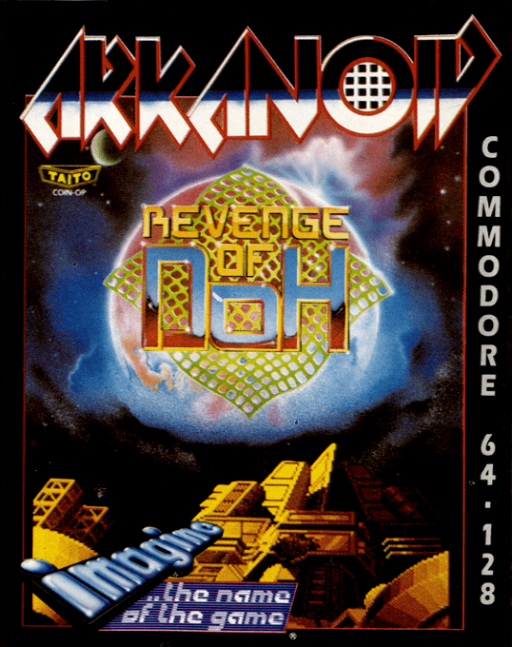 ARKANOID
TAITO
COIN-OP
REVENGE
OF
DOH
COMMODORE 64·128
imagine
...the name
of the game
®